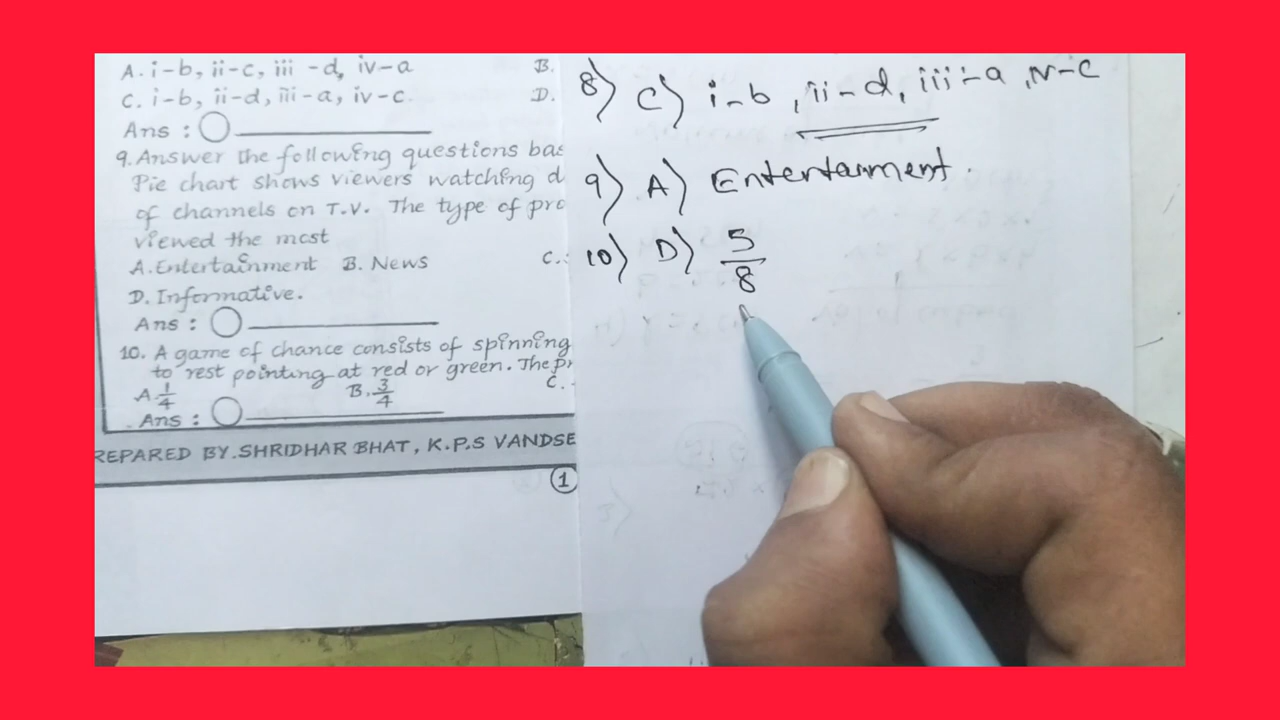 A. i-b, ii-c, iii -d, iv-a B.
C. i-b, ii-d, iii-a, iv-c. D.
Ans :
9. Answer the following questions bas
Pie chart shows viewers watching d
of channels on T.V. The type of pro
viewed the most
A. Entertainment B. News C.
D. Informative.
Ans :
10. A game of chance consists of spinning
to rest pointing at red or green. The pr
A. 1/4 B. 3/4 C.
Ans :
REPARED BY. SHRIDHAR BHAT, K.P.S VANDSE
1
8) C) i-b, ii-d, iii-a, iv-c
9) A) Entertanment.
10) D) 5/8